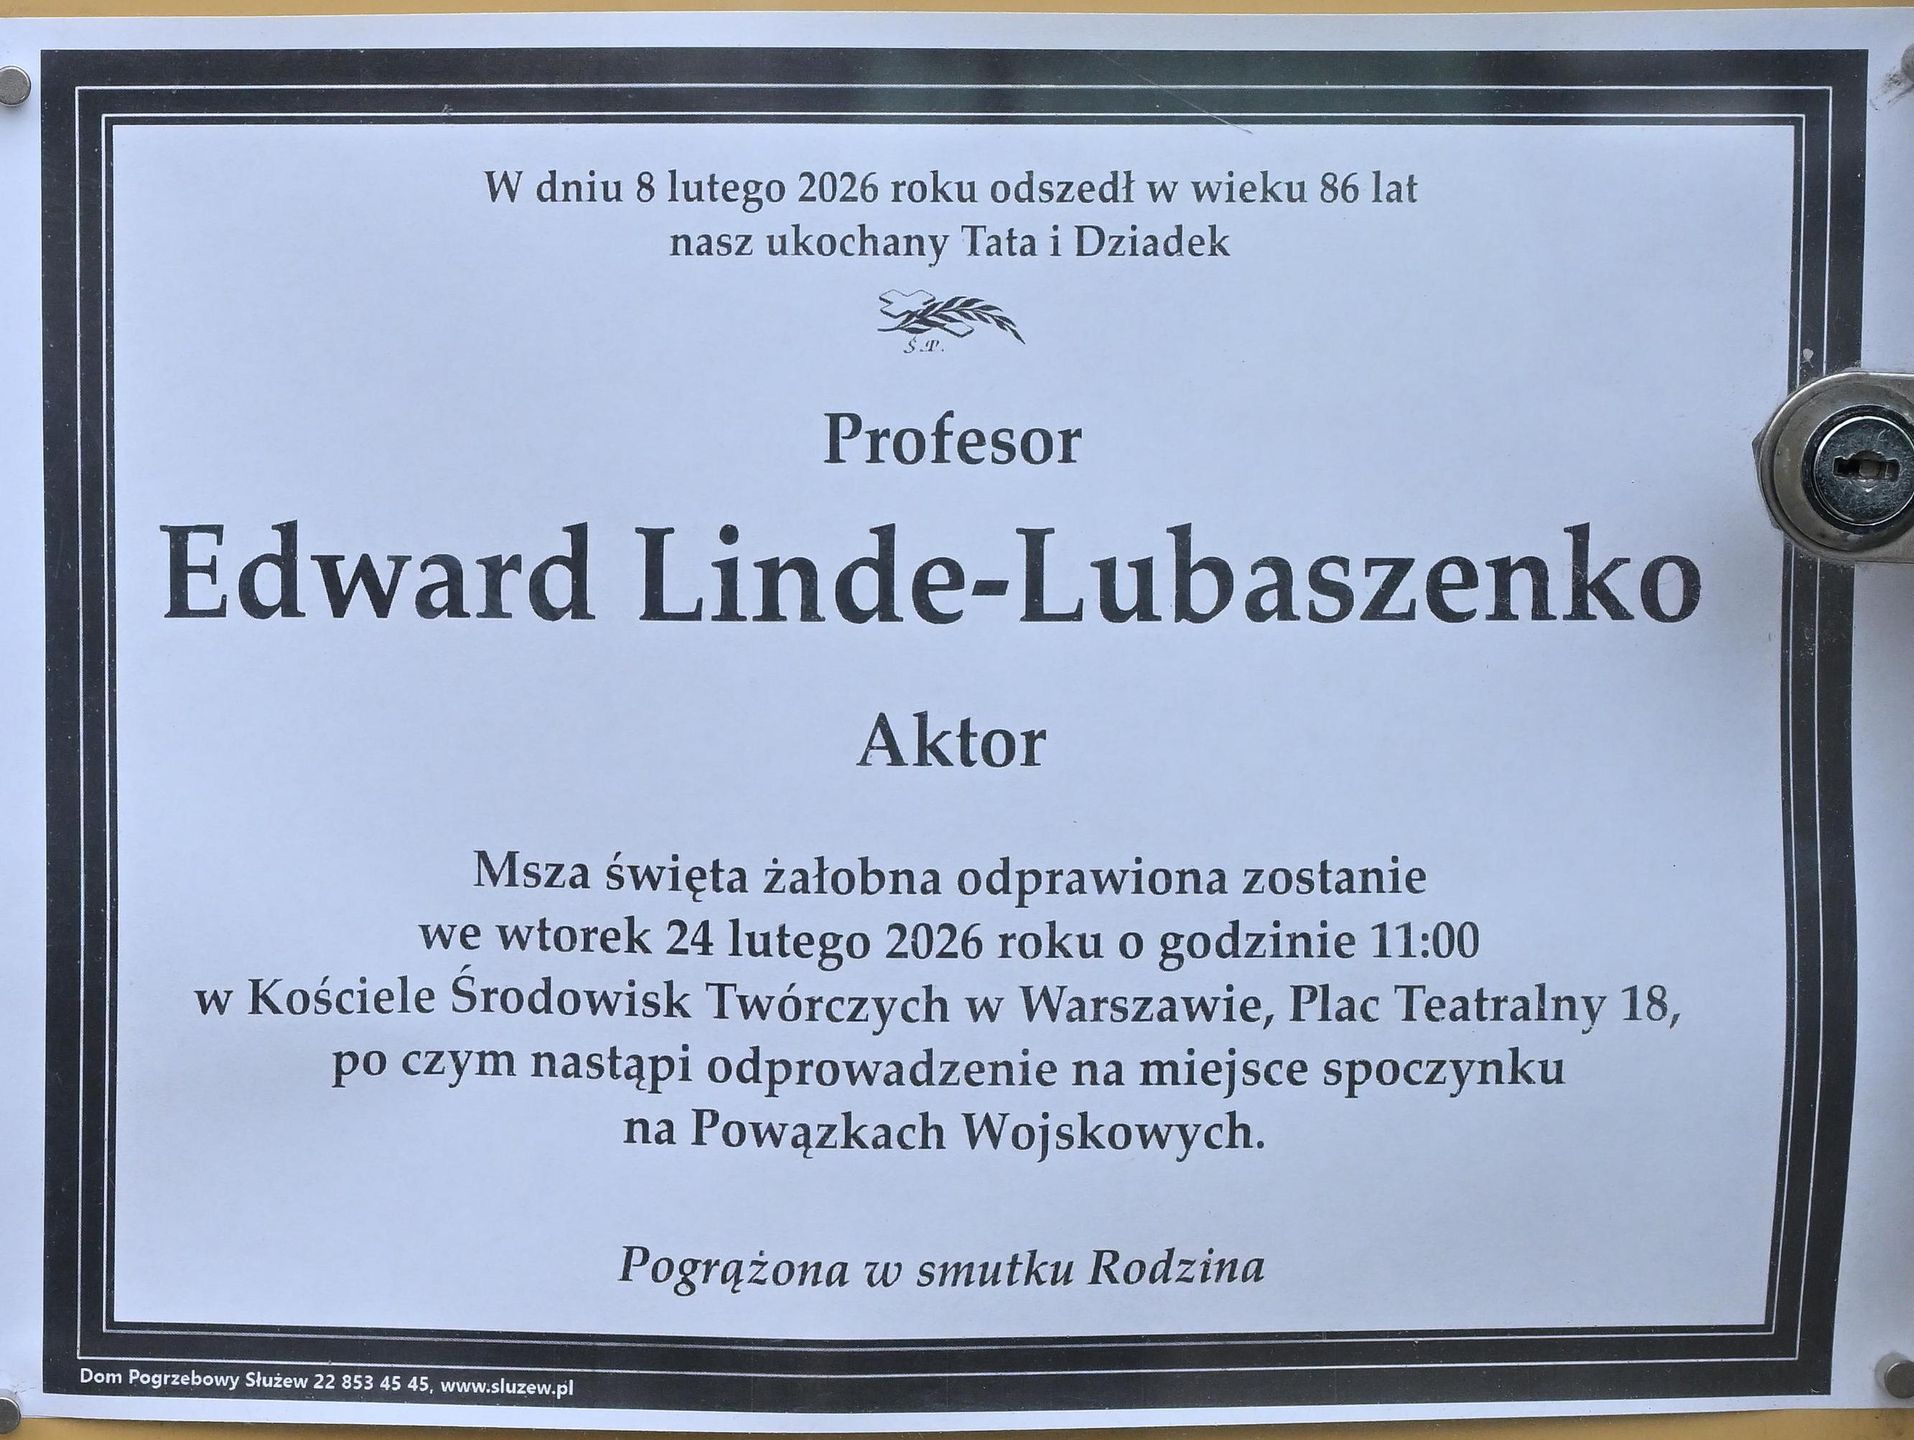 W dniu 8 lutego 2026 roku odszedł w wieku 86 lat
nasz ukochany Tata i Dziadek
Ś.P.
Profesor
Edward Linde-Lubaszenko
Aktor
Msza święta żałobna odprawiona zostanie
we wtorek 24 lutego 2026 roku o godzinie 11:00
w Kościele Środowisk Twórczych w Warszawie, Plac Teatralny 18,
po czym nastąpi odprowadzenie na miejsce spoczynku
na Powązkach Wojskowych.
Pogrążona w smutku Rodzina
Dom Pogrzebowy Służew 22 853 45 45, www.sluzew.pl